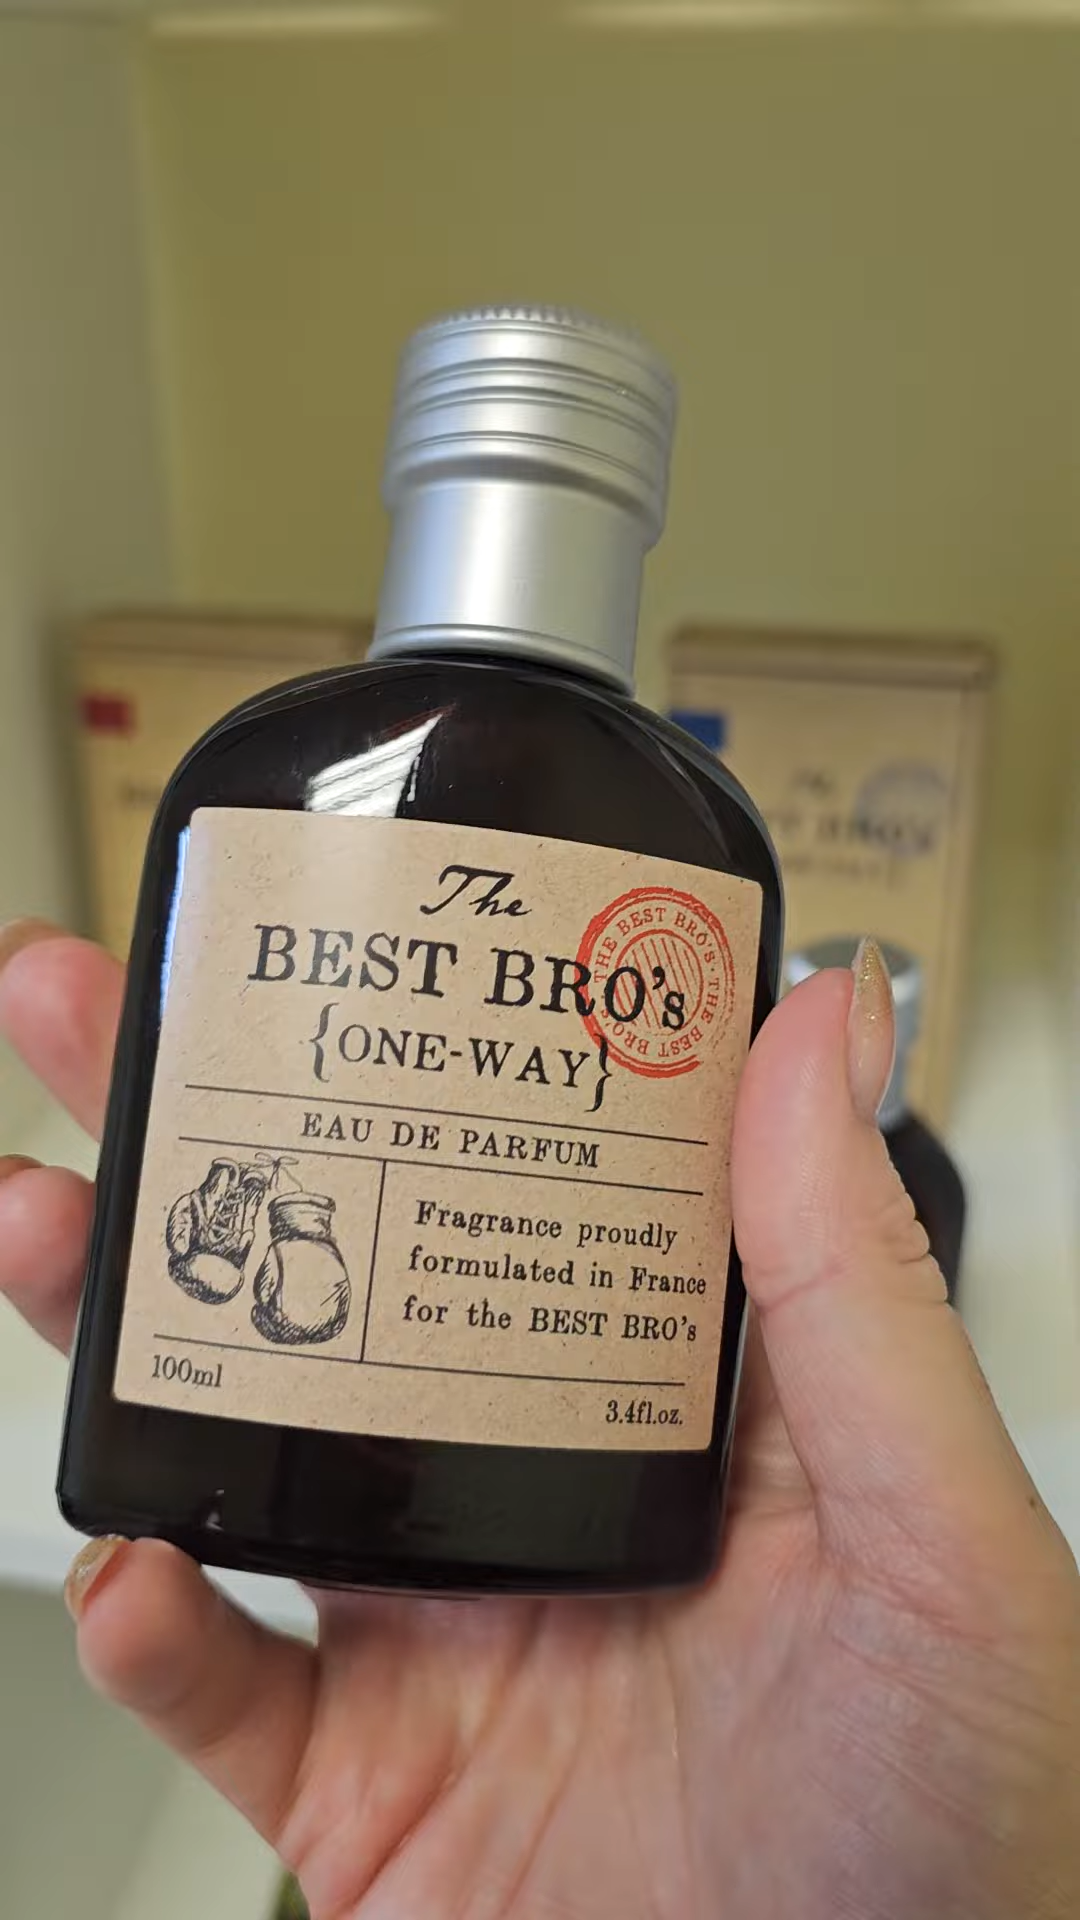 The
BEST BRO's
{ONE-WAY}
THE BEST BRO'S · THE BEST BRO'S
EAU DE PARFUM
Fragrance proudly
formulated in France
for the BEST BRO's
100ml
3.4fl.oz.